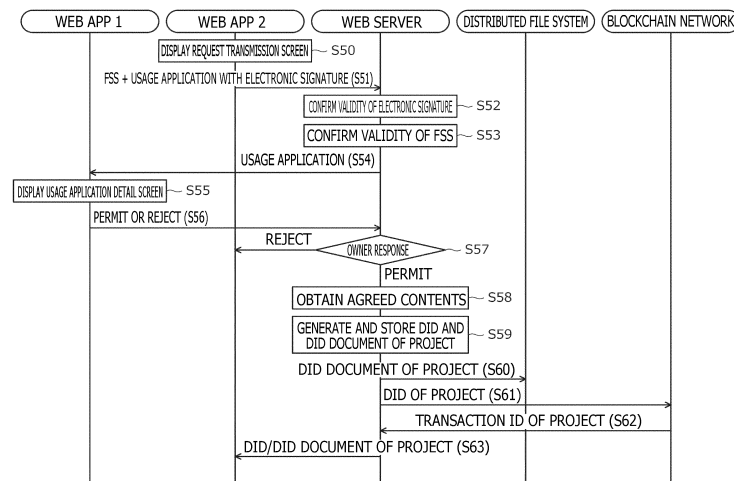 WEB APP 1
WEB APP 2
WEB SERVER
DISTRIBUTED FILE SYSTEM
BLOCKCHAIN NETWORK
DISPLAY REQUEST TRANSMISSION SCREEN
S50
FSS + USAGE APPLICATION WITH ELECTRONIC SIGNATURE (S51)
CONFIRM VALIDITY OF ELECTRONIC SIGNATURE
S52
CONFIRM VALIDITY OF FSS
S53
USAGE APPLICATION (S54)
DISPLAY USAGE APPLICATION DETAIL SCREEN
S55
PERMIT OR REJECT (S56)
REJECT
OWNER RESPONSE
S57
PERMIT
OBTAIN AGREED CONTENTS
S58
GENERATE AND STORE DID AND
DID DOCUMENT OF PROJECT
S59
DID DOCUMENT OF PROJECT (S60)
DID OF PROJECT (S61)
TRANSACTION ID OF PROJECT (S62)
DID/DID DOCUMENT OF PROJECT (S63)